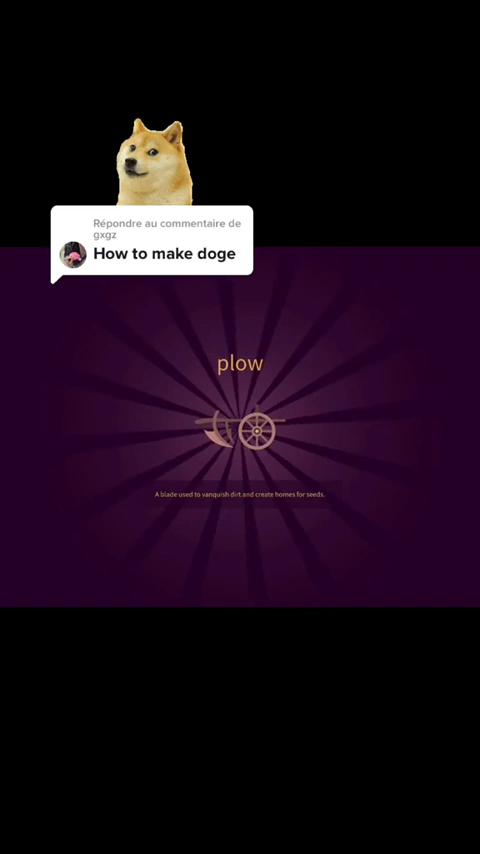 Répondre au commentaire de
gxgz
How to make doge
plow
A blade used to vanquish dirt and create homes for seeds.